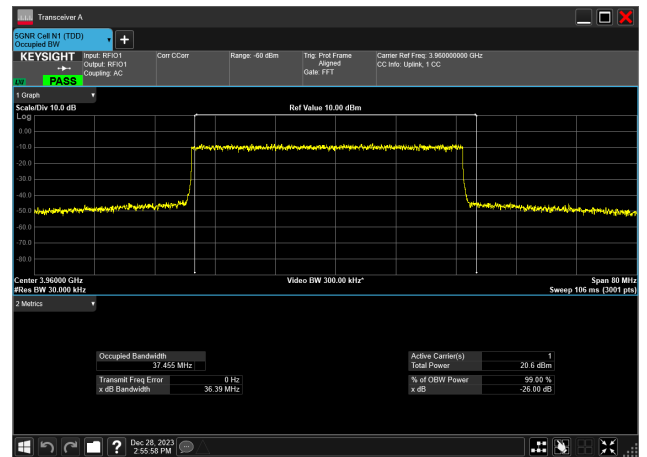 Transceiver A
5GNR Cell N1 (TDD)
Occupied BW
KEYSIGHT
LW PASS
Input: RFIO1
Output: RFIO1
Coupling: AC
Corr CCorr
Range: -60 dBm
Trig: Prot Frame
Aligned
Gate: FFT
Carrier Ref Freq: 3.960000000 GHz
CC Info: Uplink, 1 CC
1 Graph
Scale/Div 10.0 dB
Ref Value 10.00 dBm
Log
0.00
-10.0
-20.0
-30.0
-40.0
-50.0
-60.0
-70.0
-80.0
Center 3.96000 GHz
Video BW 300.00 kHz*
Span 80 MHz
#Res BW 30.000 kHz
Sweep 106 ms (3001 pts)
2 Metrics
Occupied Bandwidth
37.455 MHz
Transmit Freq Error 0 Hz
x dB Bandwidth 36.39 MHz
Active Carrier(s) 1
Total Power 20.6 dBm
% of OBW Power 99.00 %
x dB -26.00 dB
Dec 28, 2023
2:55:58 PM